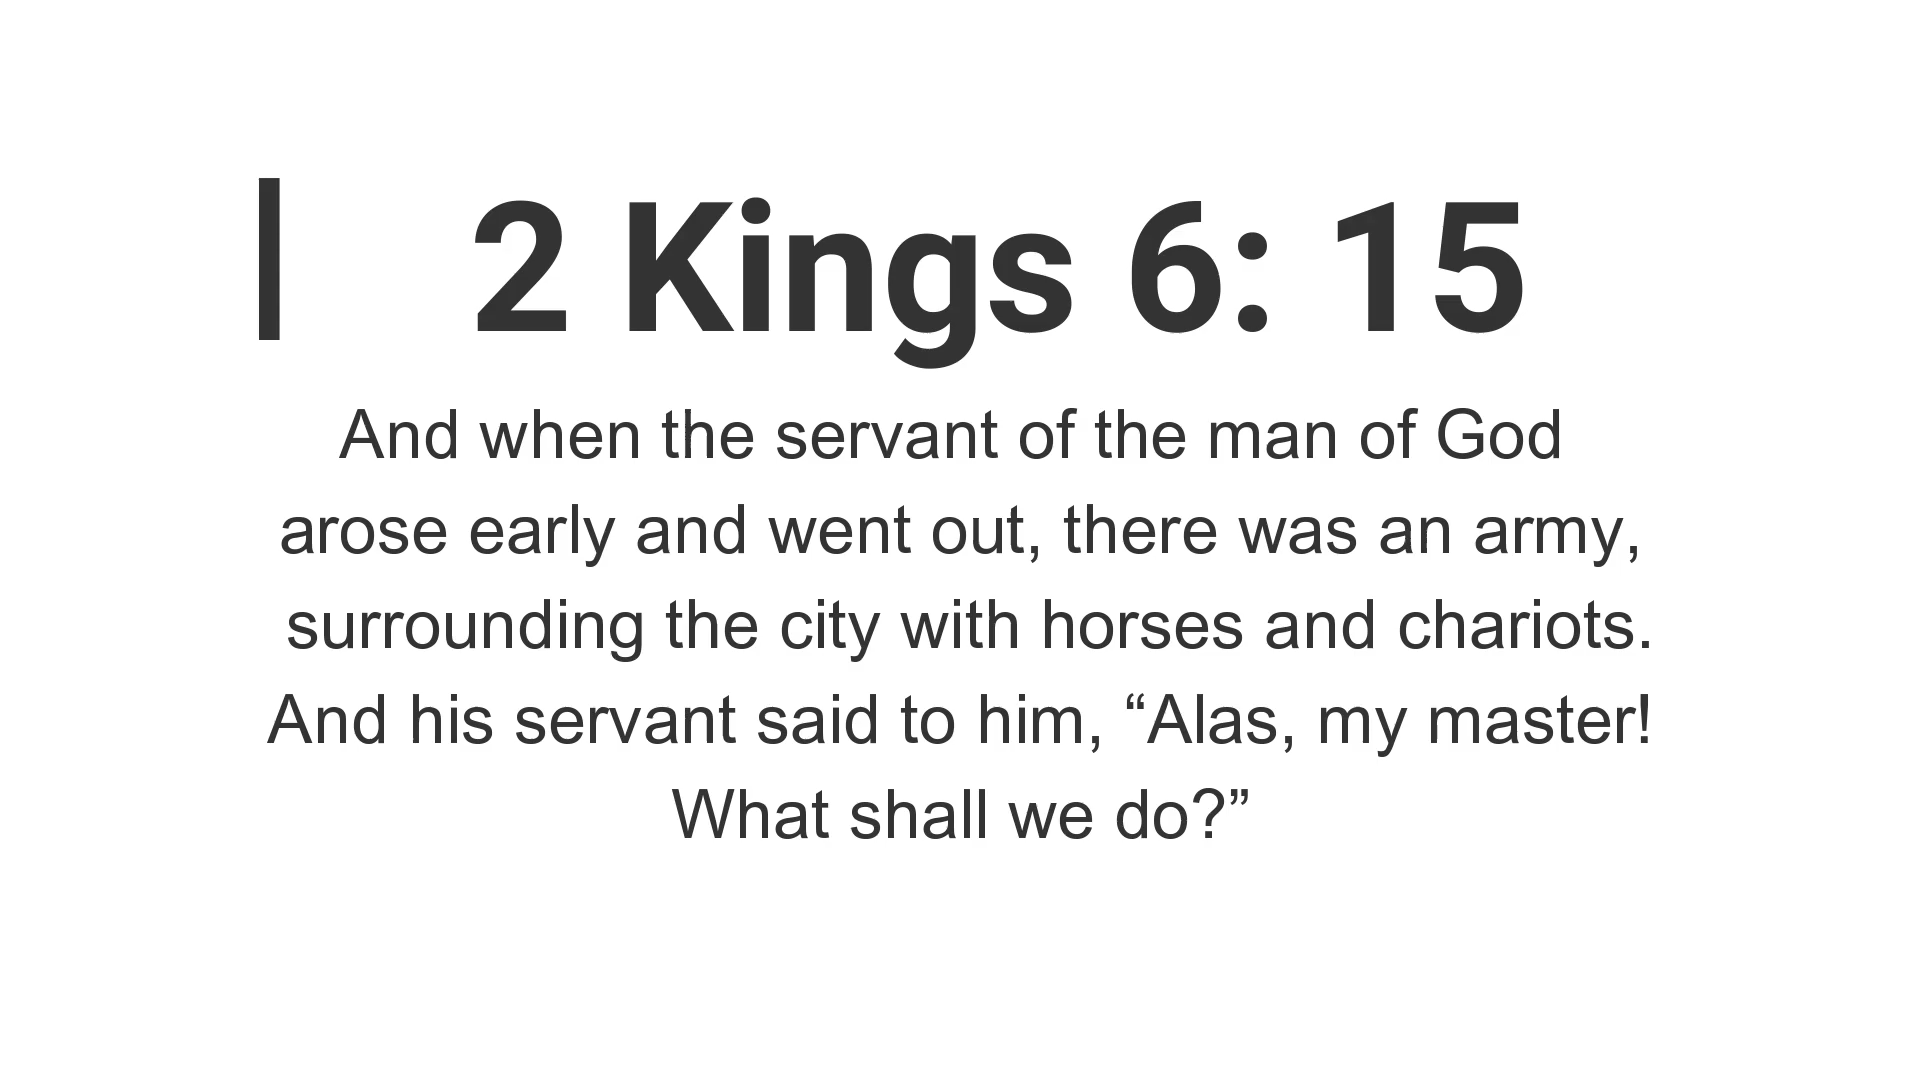 2 Kings 6: 15
And when the servant of the man of God
arose early and went out, there was an army,
surrounding the city with horses and chariots.
And his servant said to him, “Alas, my master!
What shall we do?”